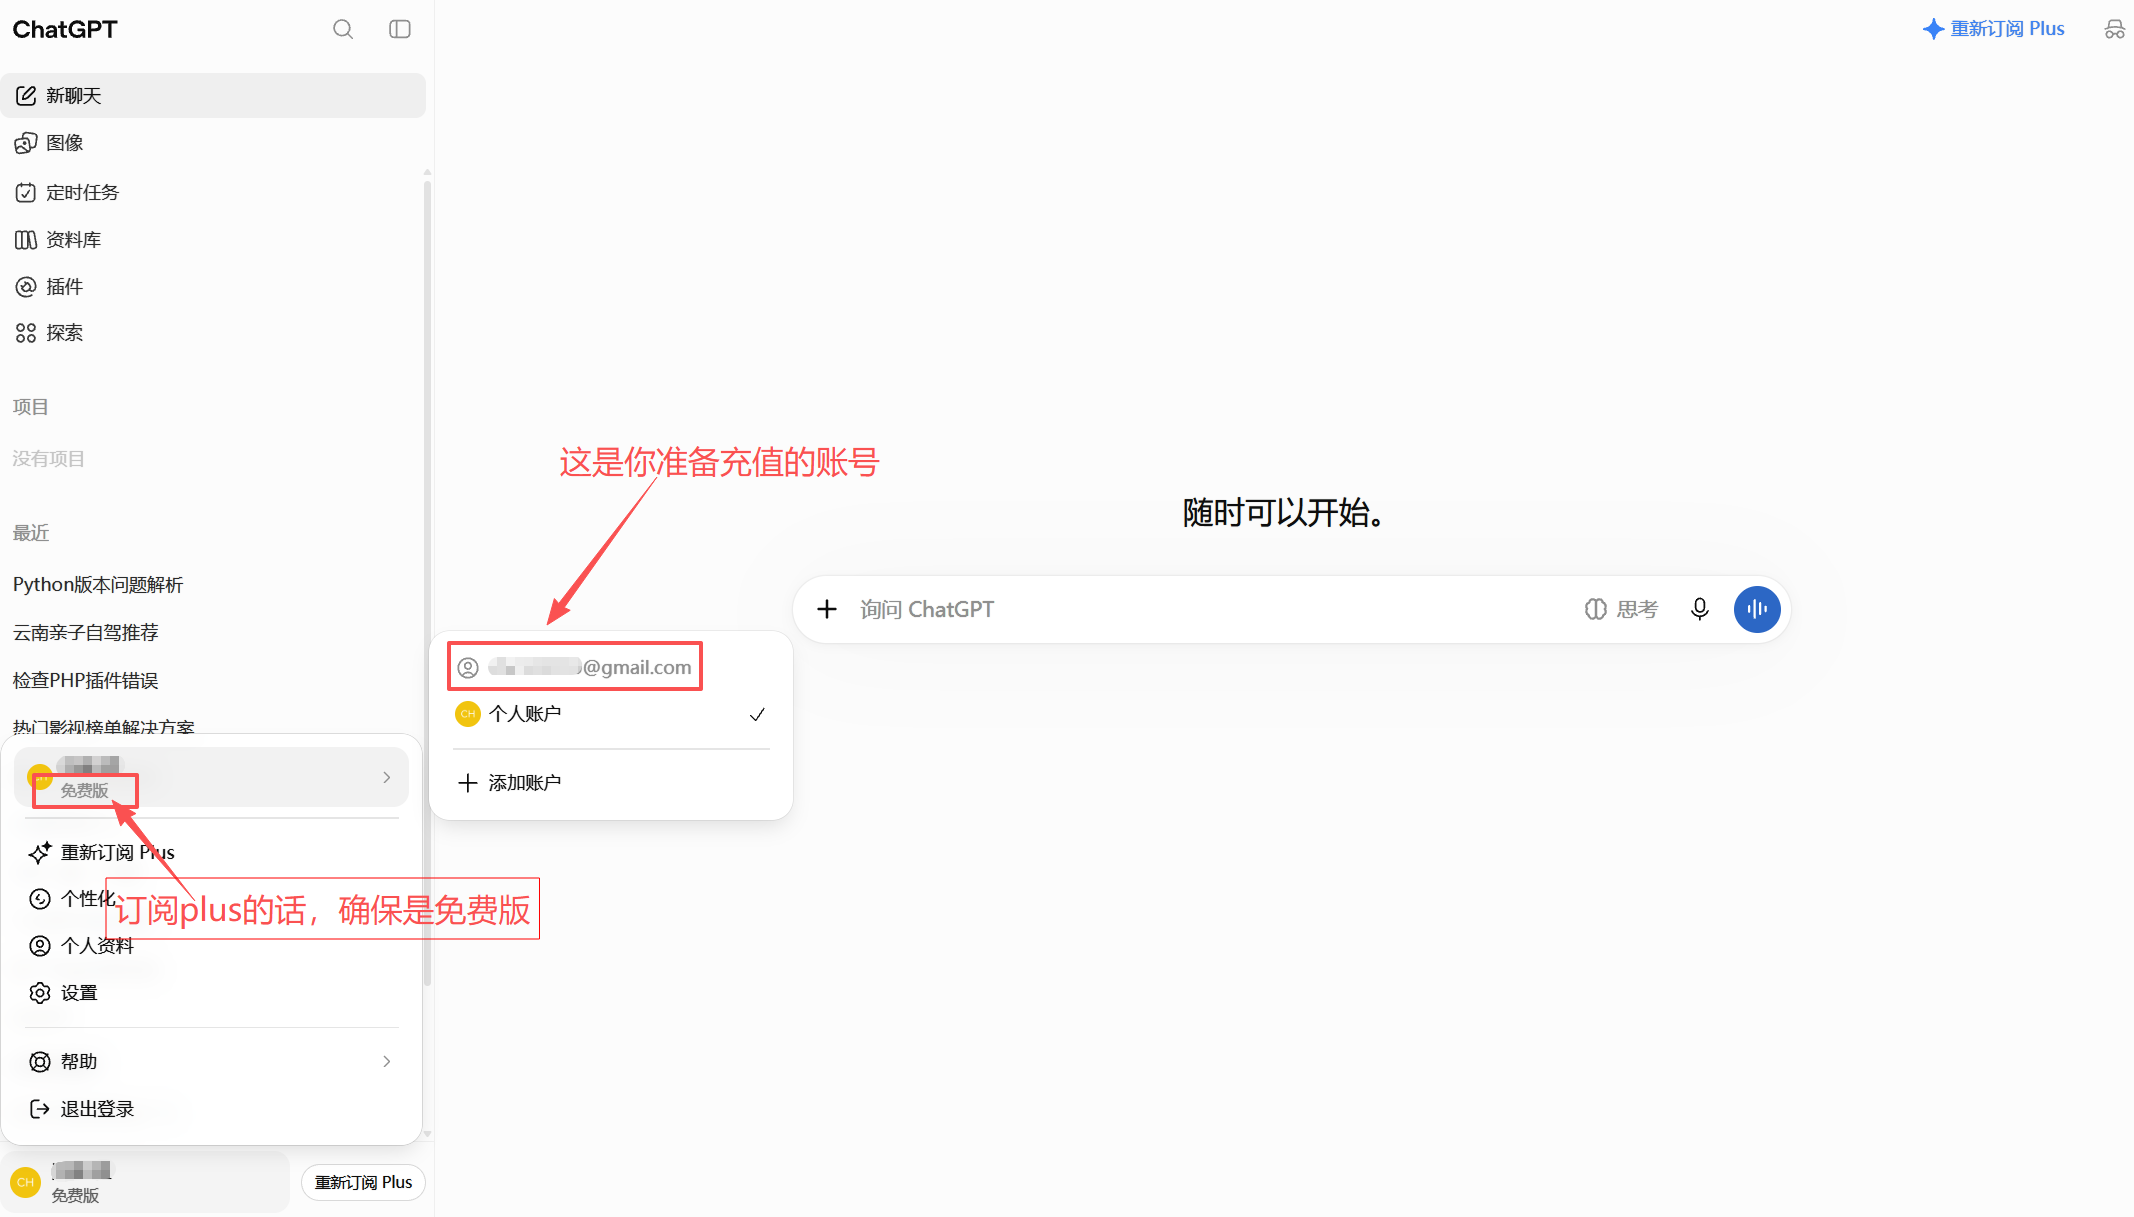 ChatGPT
重新订阅 Plus
新聊天
图像
定时任务
资料库
插件
探索
项目
没有项目
最近
Python版本问题解析
云南亲子自驾推荐
检查PHP插件错误
热门影视榜单解决方案
免费版
重新订阅 Plus
个性化
个人资料
设置
帮助
退出登录
CH
免费版
重新订阅 Plus
这是你准备充值的账号
@gmail.com
CH
个人账户
添加账户
订阅plus的话，确保是免费版
随时可以开始。
询问 ChatGPT
思考